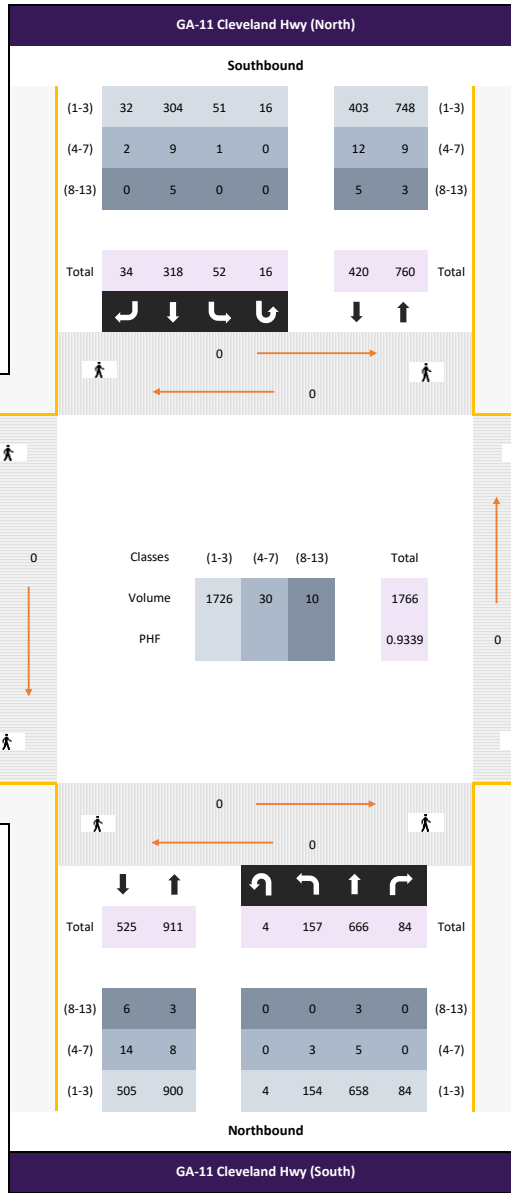 GA-11 Cleveland Hwy (North)
Southbound
(1-3) 32 304 51 16 403 748 (1-3)
(4-7) 2 9 1 0 12 9 (4-7)
(8-13) 0 5 0 0 5 3 (8-13)
Total 34 318 52 16 420 760 Total
0
0
0
Classes (1-3) (4-7) (8-13) Total
Volume 1726 30 10 1766
PHF 0.9339
0
0
0
Total 525 911 4 157 666 84 Total
(8-13) 6 3 0 0 3 0 (8-13)
(4-7) 14 8 0 3 5 0 (4-7)
(1-3) 505 900 4 154 658 84 (1-3)
Northbound
GA-11 Cleveland Hwy (South)